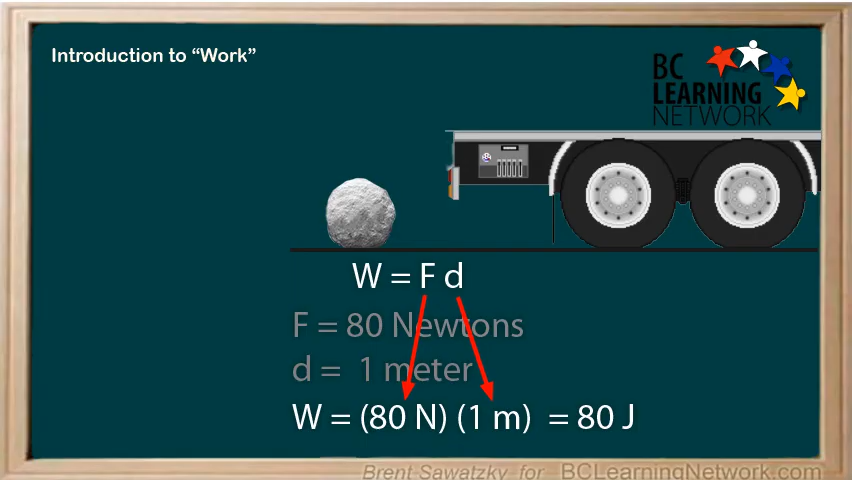 Introduction to “Work”
BC
LEARNING
NETWORK
W = F d
F = 80 Newtons
d = 1 meter
W = (80 N) (1 m) = 80 J
Brent Sawatzky for BCLearningNetwork.com